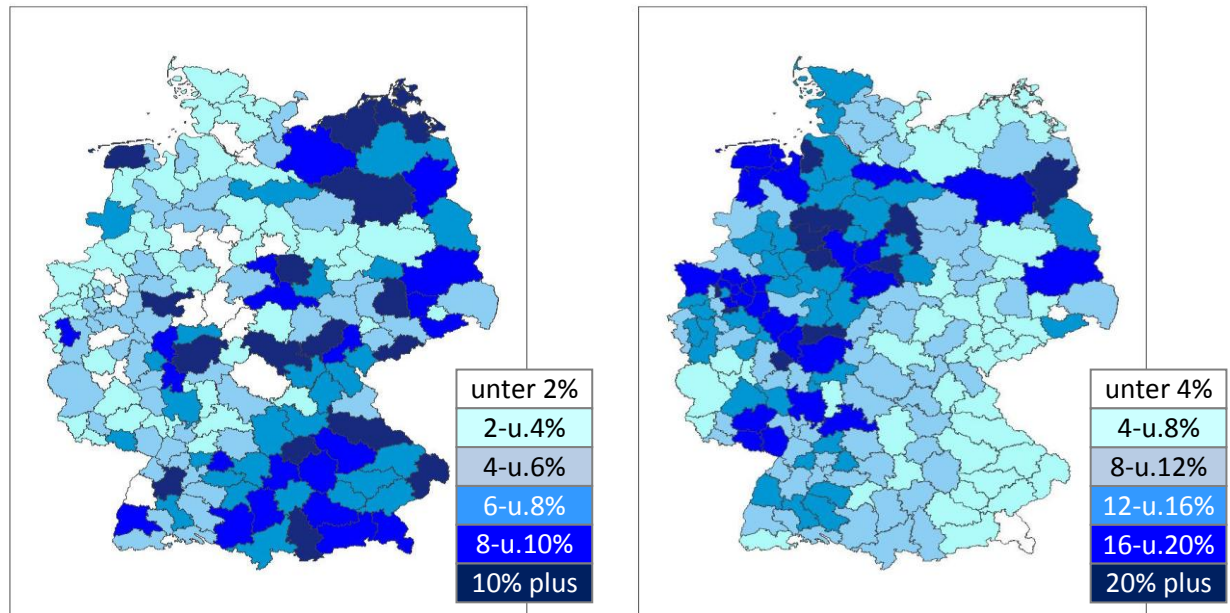 unter 2%
2-u.4%
4-u.6%
6-u.8%
8-u.10%
10% plus
unter 4%
4-u.8%
8-u.12%
12-u.16%
16-u.20%
20% plus